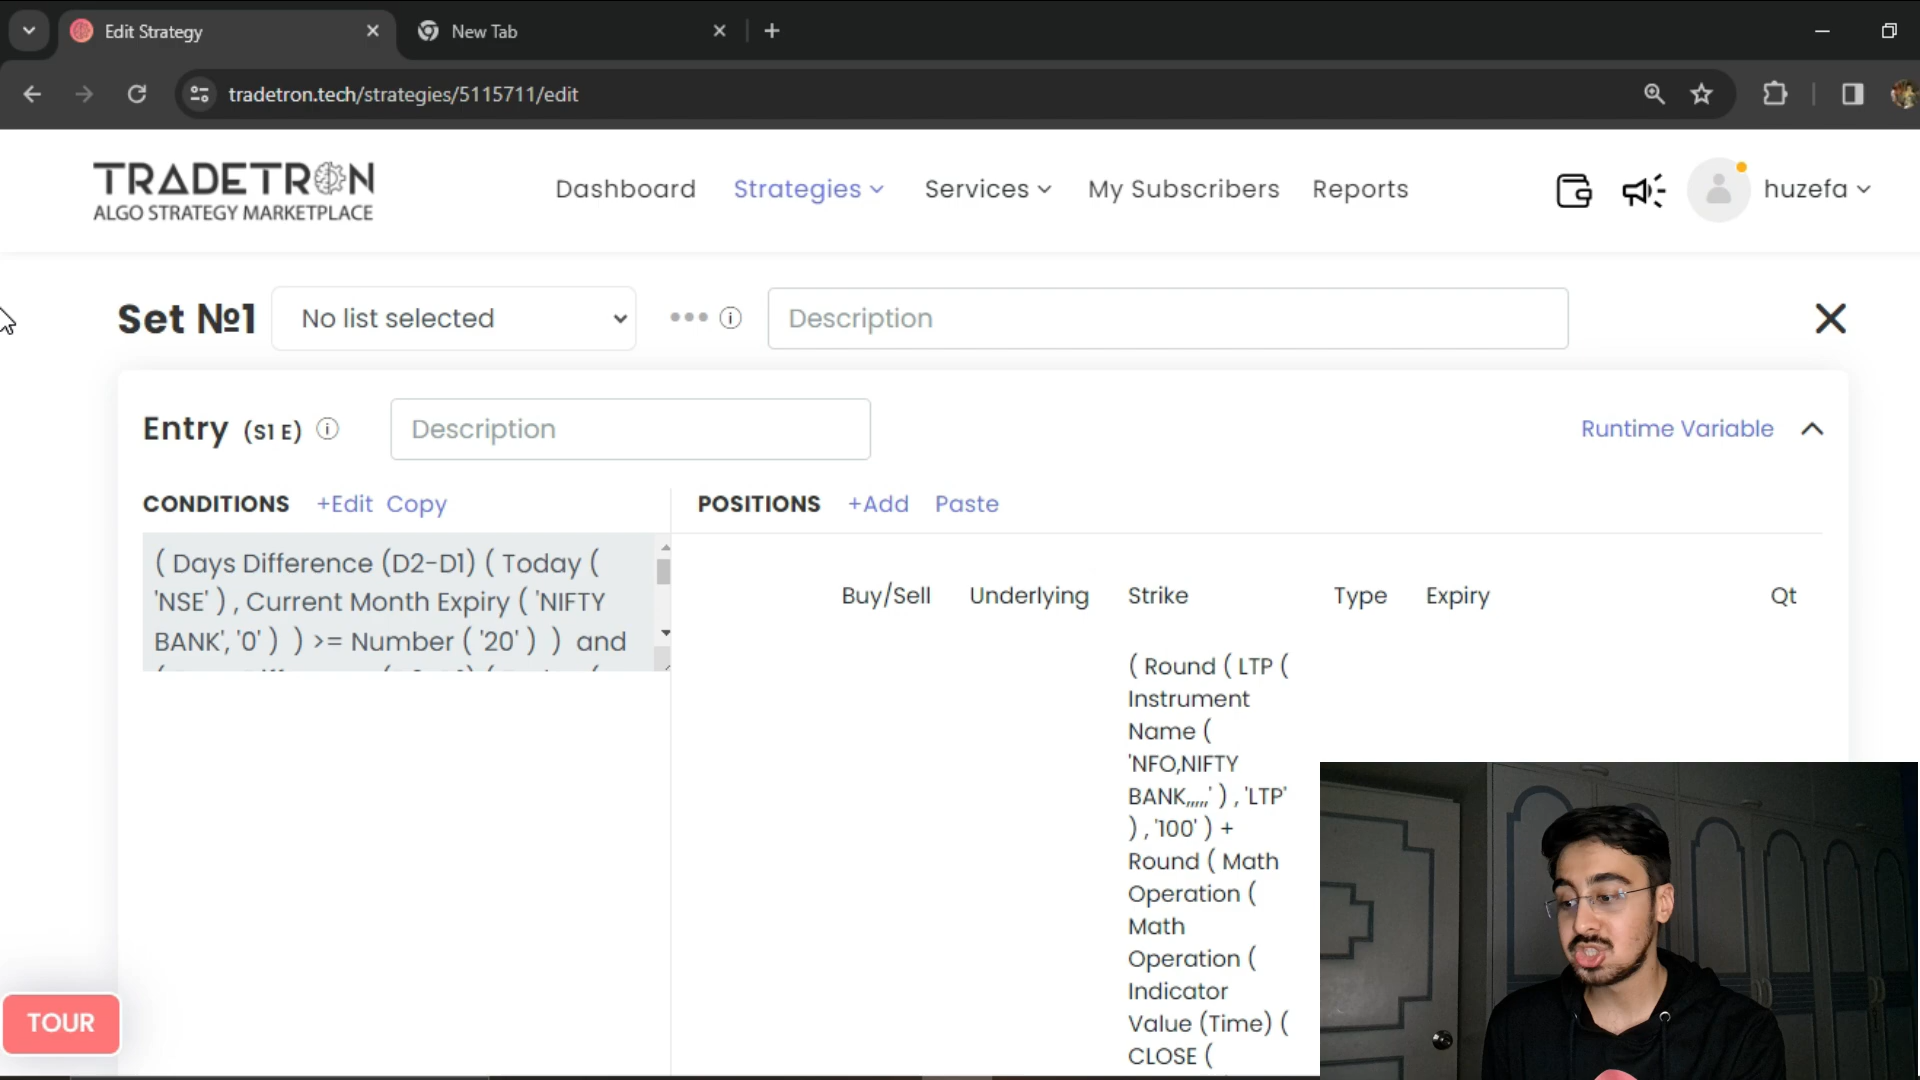 Edit Strategy
New Tab
tradetron.tech/strategies/5115711/edit
TRADETRON
ALGO STRATEGY MARKETPLACE
Dashboard
Strategies
Services
My Subscribers
Reports
huzefa
Set №1
No list selected
Description
Entry (S1 E)
Description
Runtime Variable
CONDITIONS +Edit Copy
POSITIONS +Add Paste
( Days Difference (D2-D1) ( Today (
'NSE' ) , Current Month Expiry ( 'NIFTY
BANK', '0' ) ) >= Number ( '20' ) ) and
Buy/Sell Underlying Strike Type Expiry Qt
( Round ( LTP (
Instrument
Name (
'NFO,NIFTY
BANK,,,,,' ) , 'LTP'
) , '100' ) +
Round ( Math
Operation (
Math
Operation (
Indicator
Value (Time) (
CLOSE (
TOUR